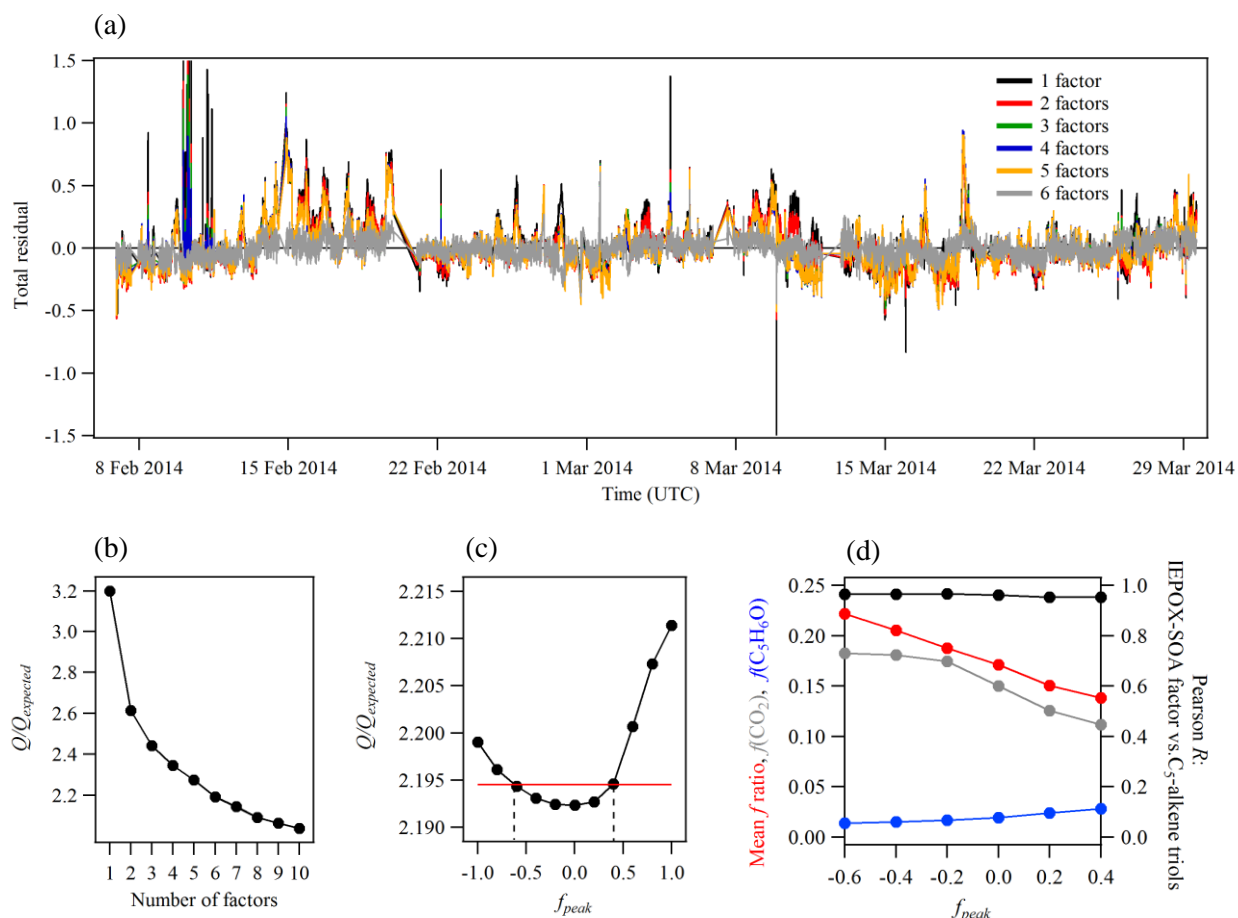 (a)
1.5
1.0
0.5
0.0
-0.5
-1.0
-1.5
Total residual
1 factor
2 factors
3 factors
4 factors
5 factors
6 factors
8 Feb 2014
15 Feb 2014
22 Feb 2014
1 Mar 2014
8 Mar 2014
15 Mar 2014
22 Mar 2014
29 Mar 2014
Time (UTC)
(b)
3.2
3.0
2.8
2.6
2.4
2.2
Q/Qexpected
1 2 3 4 5 6 7 8 9 10
Number of factors
(c)
2.215
2.210
2.205
2.200
2.195
2.190
Q/Qexpected
-1.0 -0.5 0.0 0.5 1.0
fpeak
(d)
0.25
0.20
0.15
0.10
0.05
0.00
Mean f ratio, f(CO2), f(C5H6O)
1.0
0.8
0.6
0.4
0.2
0.0
Pearson R:
IEPOX-SOA factor vs. C5-alkene triols
-0.6 -0.4 -0.2 0.0 0.2 0.4
fpeak